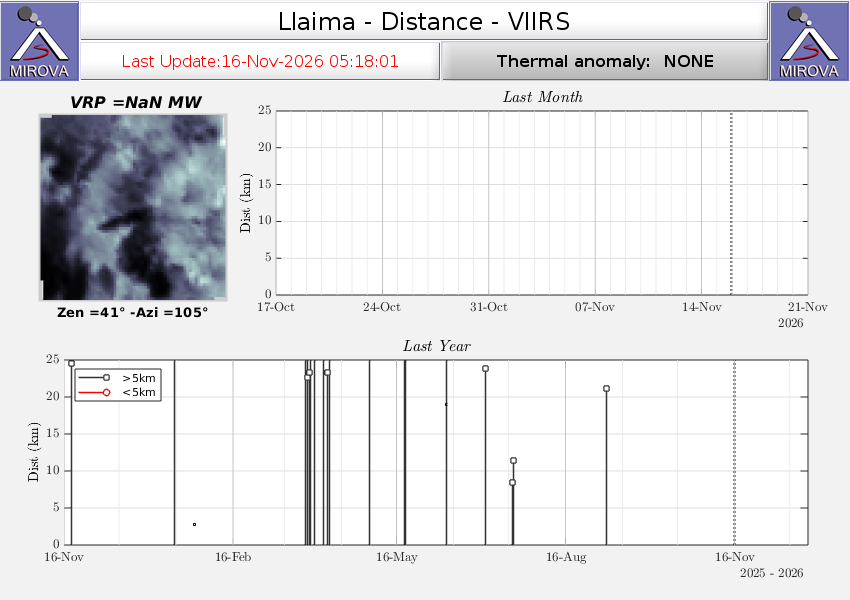 Llaima - Distance - VIIRS
MIROVA
MIROVA
Last Update:16-Nov-2026 05:18:01
Thermal anomaly: NONE
VRP =NaN MW
Zen =41° -Azi =105°
Last Month
Dist (km)
25
20
15
10
5
0
17-Oct 24-Oct 31-Oct 07-Nov 14-Nov 21-Nov
2026
Last Year
Dist (km)
25
20
15
10
5
0
>5km
<5km
16-Nov 16-Feb 16-May 16-Aug 16-Nov
2025 - 2026